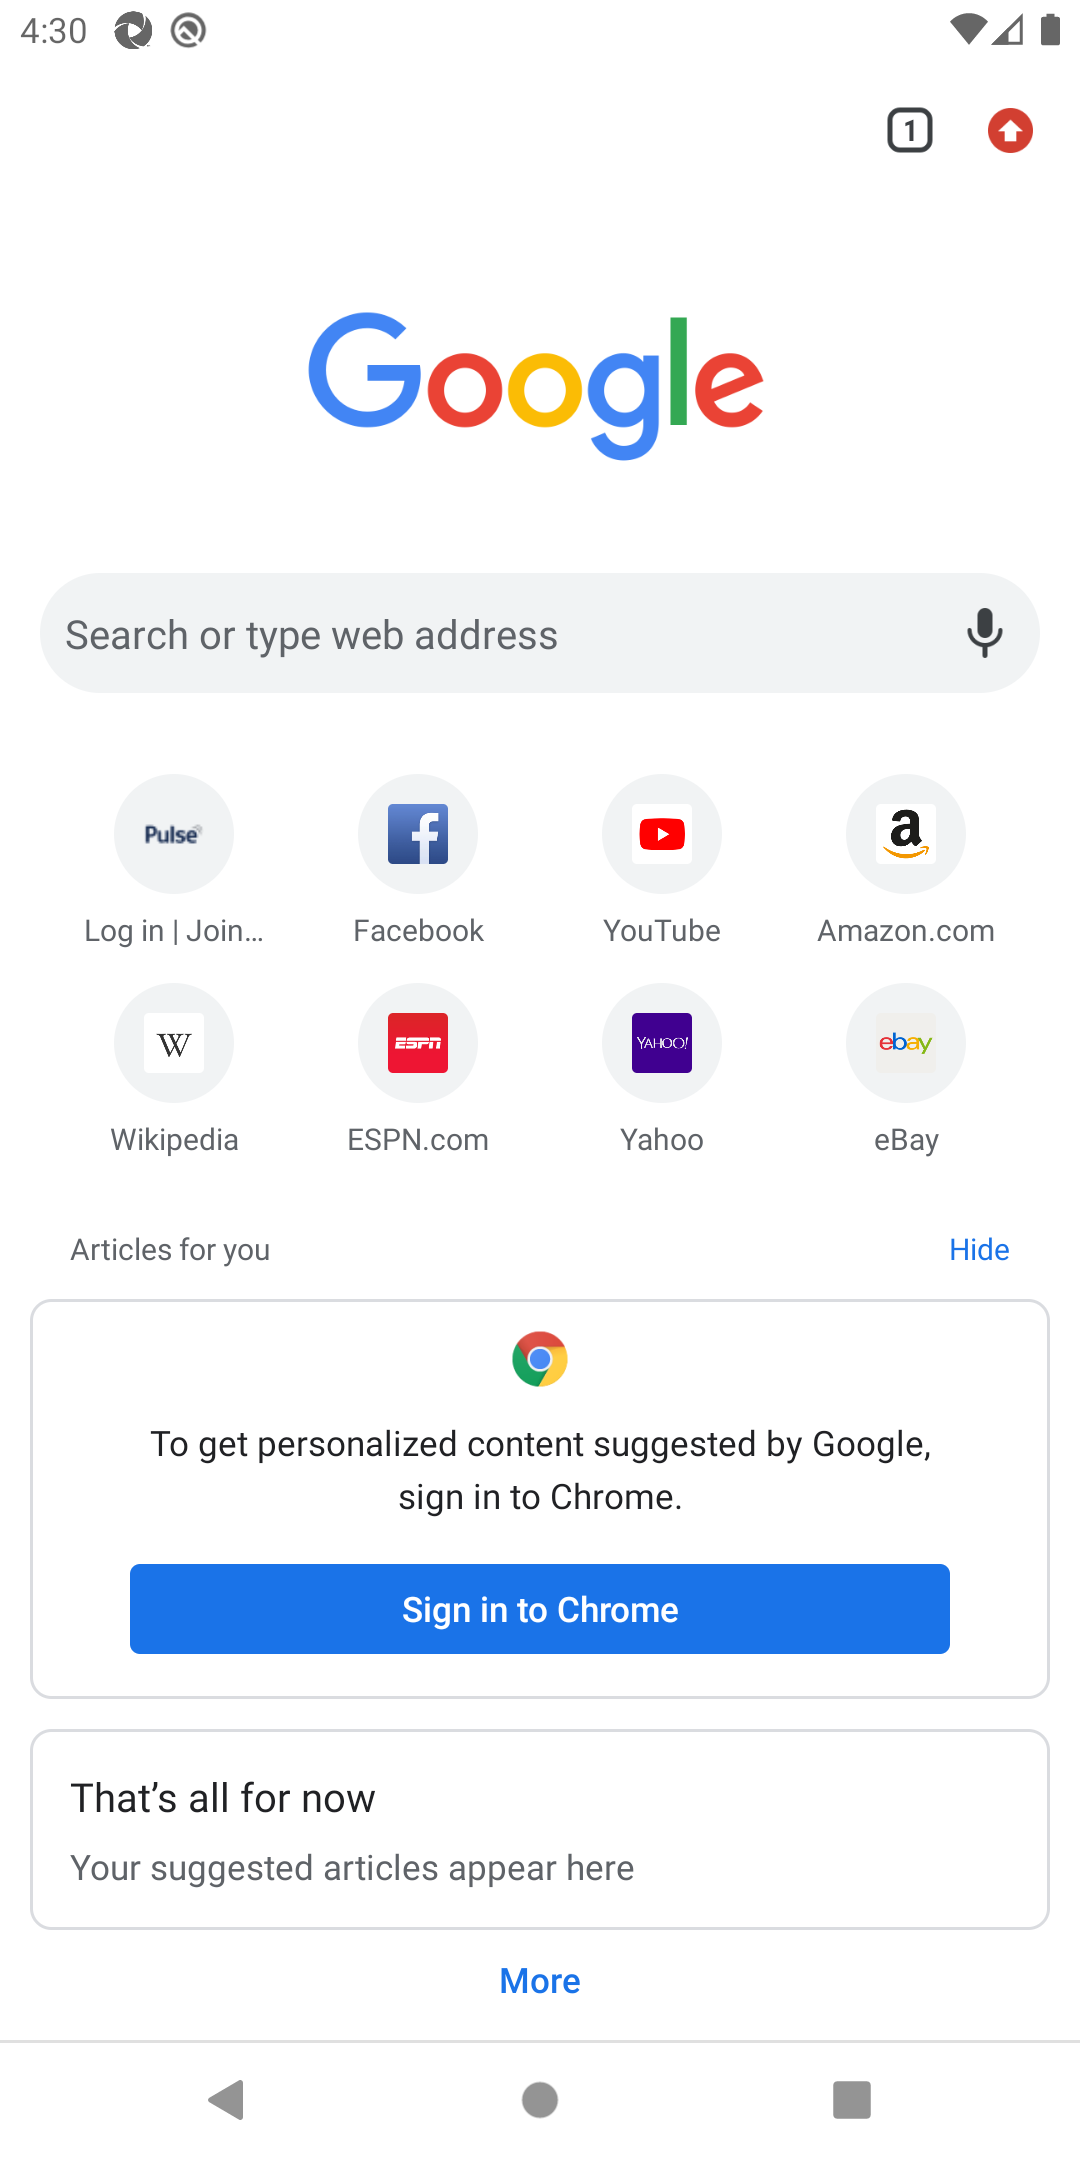 4:30
1
Google
Search or type web address
Pulse
Log in | Join…
Facebook
YouTube
a
Amazon.com
W
Wikipedia
ESPN
ESPN.com
YAHOO!
Yahoo
ebay
eBay
Articles for you
Hide
To get personalized content suggested by Google,
sign in to Chrome.
Sign in to Chrome
That’s all for now
Your suggested articles appear here
More